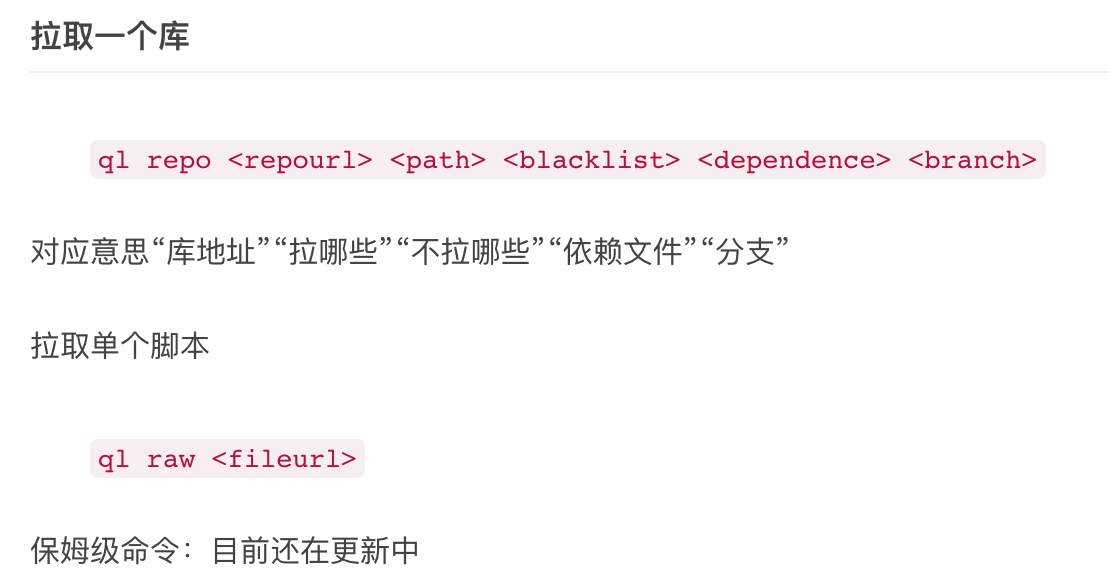 拉取一个库
ql repo <repourl> <path> <blacklist> <dependence> <branch>
对应意思“库地址”“拉哪些”“不拉哪些”“依赖文件”“分支”
拉取单个脚本
ql raw <fileurl>
保姆级命令：目前还在更新中